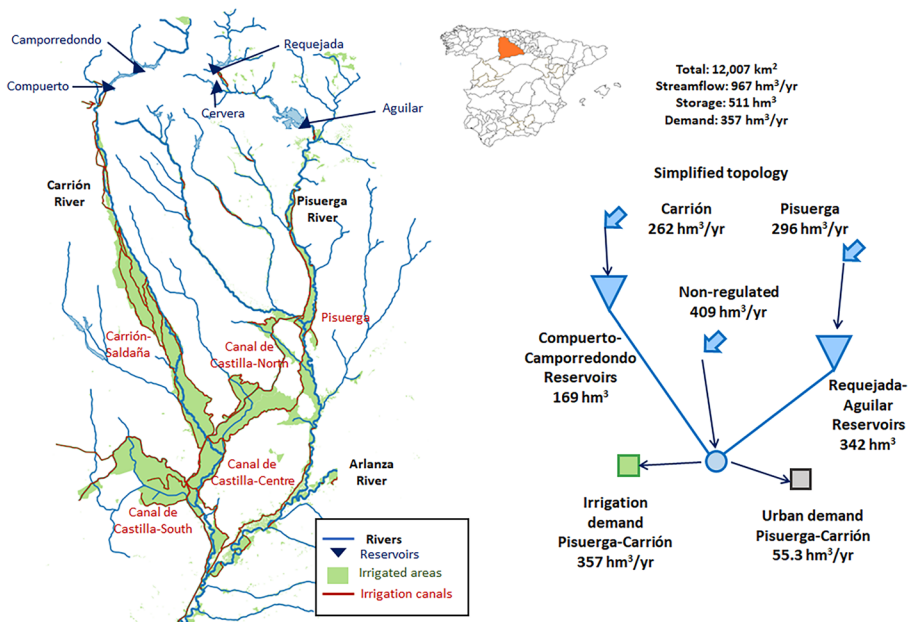 Camporredondo
Compuerto
Requejada
Cervera
Aguilar
Carrión
River
Pisuerga
River
Pisuerga
Carrión-
Saldaña
Canal de
Castilla-North
Canal de
Castilla-Centre
Canal de
Castilla-South
Arlanza
River
Rivers
Reservoirs
Irrigated areas
Irrigation canals
Total: 12,007 km²
Streamflow: 967 hm³/yr
Storage: 511 hm³
Demand: 357 hm³/yr
Simplified topology
Carrión
262 hm³/yr
Pisuerga
296 hm³/yr
Non-regulated
409 hm³/yr
Compuerto-
Camporredondo
Reservoirs
169 hm³
Requejada-
Aguilar
Reservoirs
342 hm³
Irrigation
demand
Pisuerga-Carrión
357 hm³/yr
Urban demand
Pisuerga-Carrión
55.3 hm³/yr